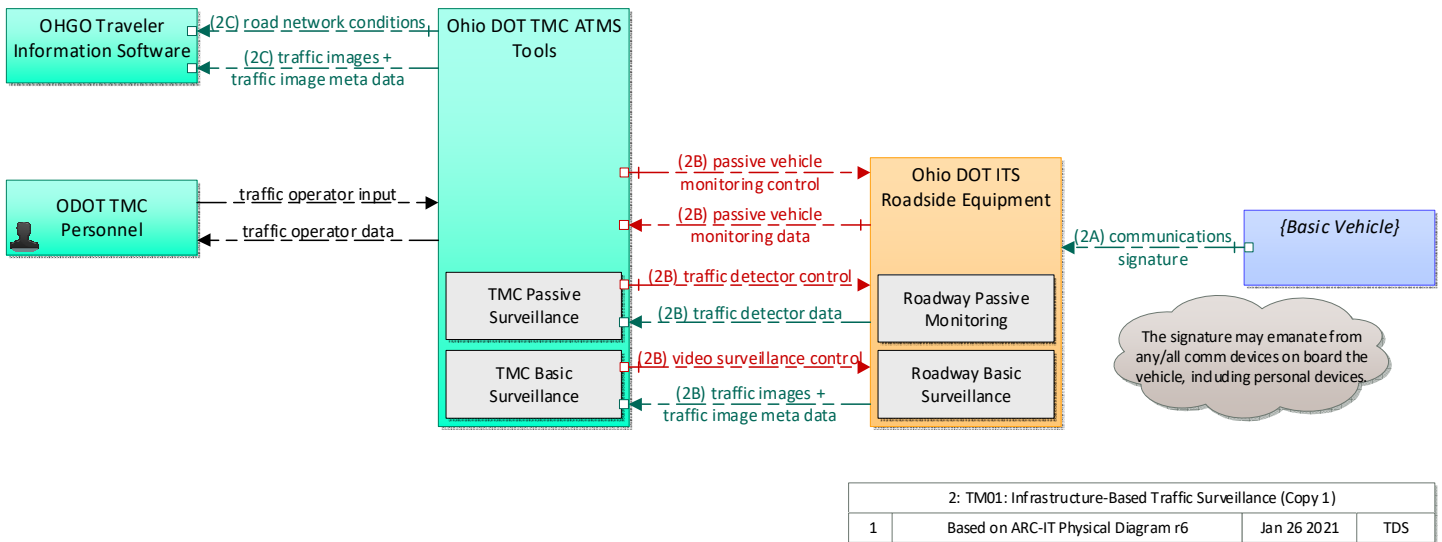 OHGO Traveler
Information Software
(2C) road network conditions
(2C) traffic images +
traffic image meta data
Ohio DOT TMC ATMS
Tools
ODOT TMC
Personnel
traffic operator input
traffic operator data
(2B) passive vehicle
monitoring control
(2B) passive vehicle
monitoring data
(2B) traffic detector control
(2B) traffic detector data
(2B) video surveillance control
(2B) traffic images +
traffic image meta data
TMC Passive
Surveillance
TMC Basic
Surveillance
Ohio DOT ITS
Roadside Equipment
Roadway Passive
Monitoring
Roadway Basic
Surveillance
(2A) communications
signature
{Basic Vehicle}
The signature may emanate from
any/all comm devices on board the
vehicle, including personal devices.
2: TM01: Infrastructure-Based Traffic Surveillance (Copy 1)
1 Based on ARC-IT Physical Diagram r6 Jan 26 2021 TDS